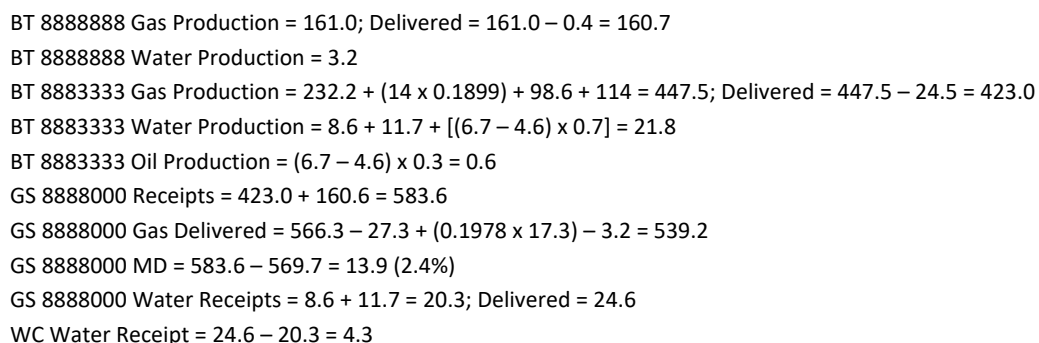 BT 8888888 Gas Production = 161.0; Delivered = 161.0 – 0.4 = 160.7
BT 8888888 Water Production = 3.2
BT 8883333 Gas Production = 232.2 + (14 x 0.1899) + 98.6 + 114 = 447.5; Delivered = 447.5 – 24.5 = 423.0
BT 8883333 Water Production = 8.6 + 11.7 + [(6.7 – 4.6) x 0.7] = 21.8
BT 8883333 Oil Production = (6.7 – 4.6) x 0.3 = 0.6
GS 8888000 Receipts = 423.0 + 160.6 = 583.6
GS 8888000 Gas Delivered = 566.3 – 27.3 + (0.1978 x 17.3) – 3.2 = 539.2
GS 8888000 MD = 583.6 – 569.7 = 13.9 (2.4%)
GS 8888000 Water Receipts = 8.6 + 11.7 = 20.3; Delivered = 24.6
WC Water Receipt = 24.6 – 20.3 = 4.3